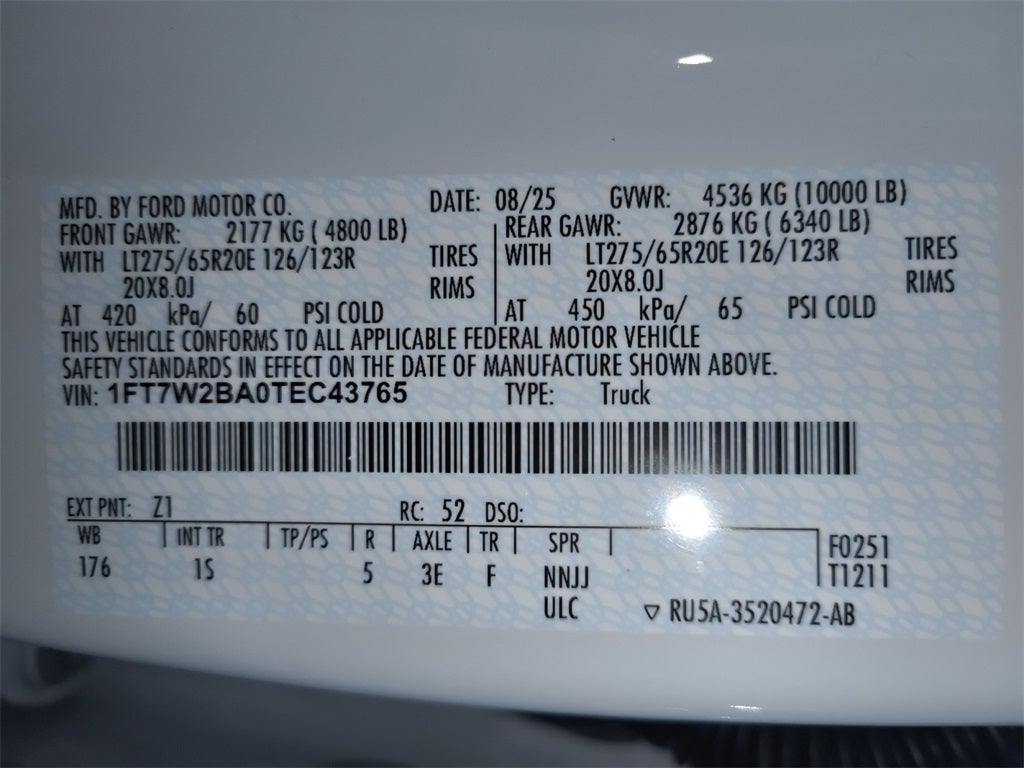 MFD. BY FORD MOTOR CO. DATE: 08/25 GVWR: 4536 KG (10000 LB)
FRONT GAWR: 2177 KG ( 4800 LB) REAR GAWR: 2876 KG ( 6340 LB)
WITH LT275/65R20E 126/123R TIRES WITH LT275/65R20E 126/123R TIRES
20X8.0J RIMS 20X8.0J RIMS
AT 420 kPa/ 60 PSI COLD AT 450 kPa/ 65 PSI COLD
THIS VEHICLE CONFORMS TO ALL APPLICABLE FEDERAL MOTOR VEHICLE
SAFETY STANDARDS IN EFFECT ON THE DATE OF MANUFACTURE SHOWN ABOVE.
VIN: 1FT7W2BA0TEC43765 TYPE: Truck
EXT PNT: Z1 RC: 52 DSO:
WB INT TR TP/PS R AXLE TR SPR F0251
176 1S 5 3E F NNJJ T1211
ULC RU5A-3520472-AB